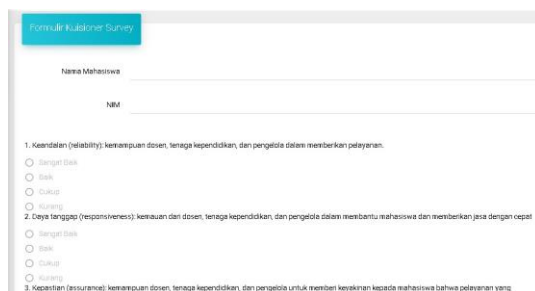 Formulir Kuisioner Survey
Nama Mahasiswa
NIM
1. Keandalan (reliability): kemampuan dosen, tenaga kependidikan, dan pengelola dalam memberikan pelayanan.
Sangat Baik
Baik
Cukup
Kurang
2. Daya tanggap (responsiveness): kemauan dari dosen, tenaga kependidikan, dan pengelola dalam membantu mahasiswa dan memberikan jasa dengan cepat
Sangat Baik
Baik
Cukup
Kurang
3. Kepastian (assurance): kemampuan dosen, tenaga kependidikan, dan pengelola untuk memberi keyakinan kepada mahasiswa bahwa pelayanan yang